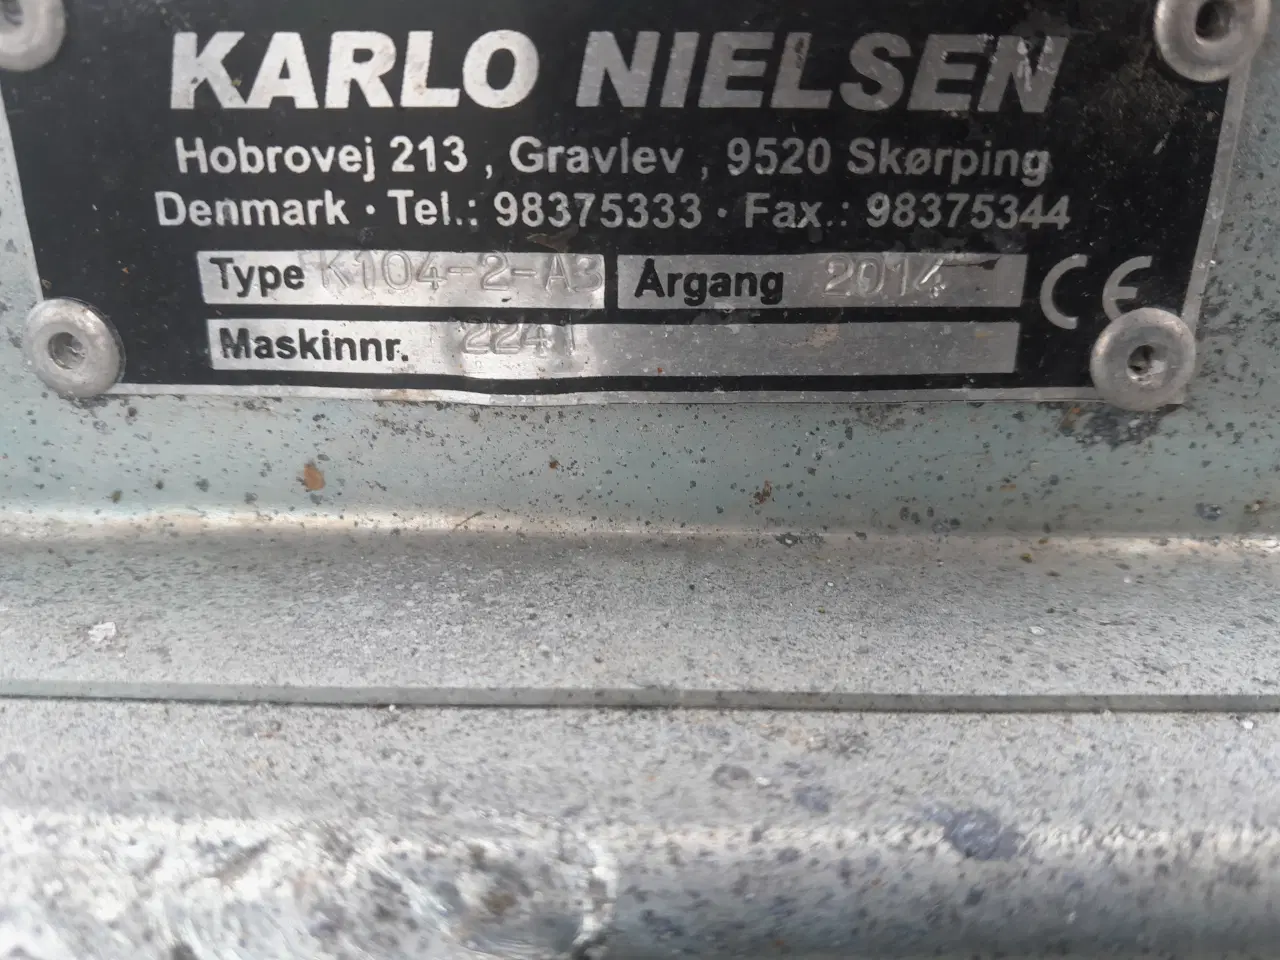 KARLO NIELSEN
Hobrovej 213 , Gravlev , 9520 Skørping
Denmark · Tel.: 98375333 · Fax.: 98375344
Type K104-2-A3 Årgang 2014 CE
Maskinnr. 2241